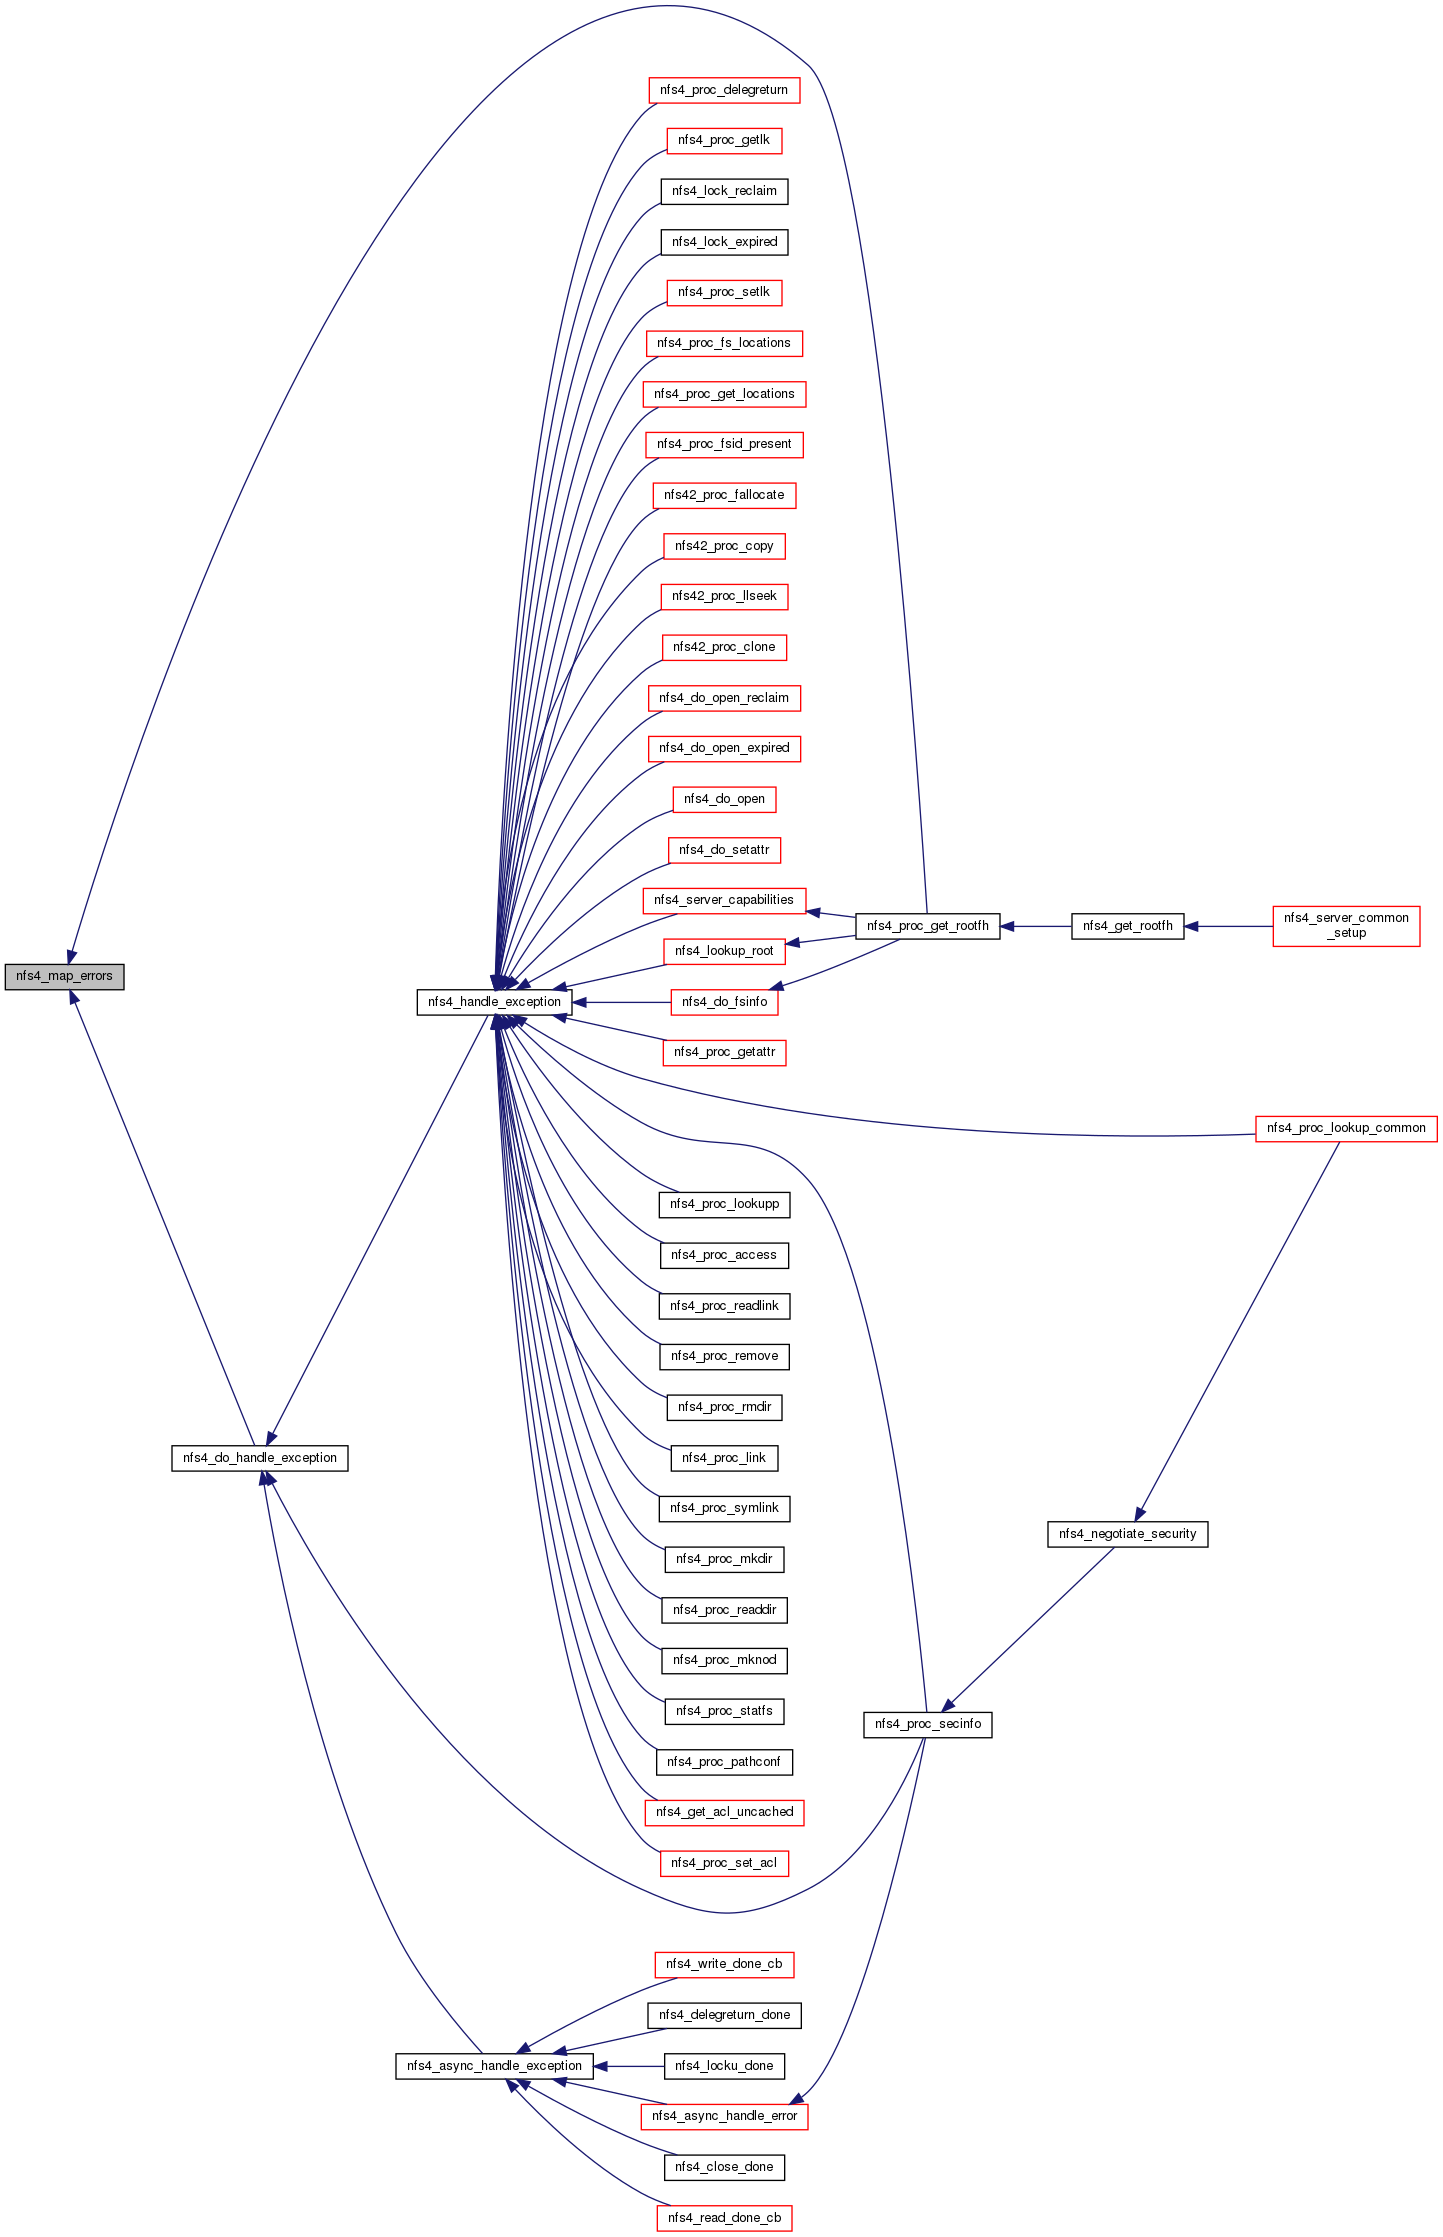 nfs4_proc_delegreturn
nfs4_proc_getlk
nfs4_lock_reclaim
nfs4_lock_expired
nfs4_proc_setlk
nfs4_proc_fs_locations
nfs4_proc_get_locations
nfs4_proc_fsid_present
nfs42_proc_fallocate
nfs42_proc_copy
nfs42_proc_llseek
nfs42_proc_clone
nfs4_do_open_reclaim
nfs4_do_open_expired
nfs4_do_open
nfs4_do_setattr
nfs4_server_capabilities
nfs4_proc_get_rootfh
nfs4_get_rootfh
nfs4_server_common
_setup
nfs4_lookup_root
nfs4_map_errors
nfs4_handle_exception
nfs4_do_fsinfo
nfs4_proc_getattr
nfs4_proc_lookup_common
nfs4_proc_lookupp
nfs4_proc_access
nfs4_proc_readlink
nfs4_proc_remove
nfs4_proc_rmdir
nfs4_do_handle_exception
nfs4_proc_link
nfs4_proc_symlink
nfs4_negotiate_security
nfs4_proc_mkdir
nfs4_proc_readdir
nfs4_proc_mknod
nfs4_proc_statfs
nfs4_proc_secinfo
nfs4_proc_pathconf
nfs4_get_acl_uncached
nfs4_proc_set_acl
nfs4_write_done_cb
nfs4_delegreturn_done
nfs4_async_handle_exception
nfs4_locku_done
nfs4_async_handle_error
nfs4_close_done
nfs4_read_done_cb